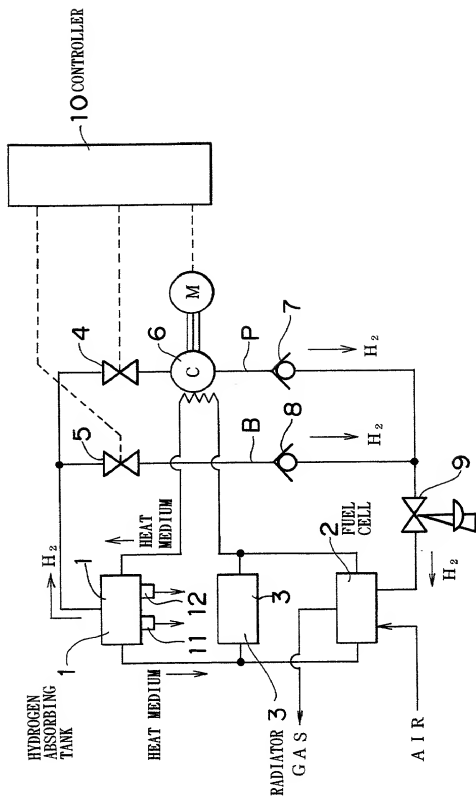 10 CONTROLLER
M
6
C
4
5
P
7
H2
B
8
H2
9
H2
HEAT MEDIUM
H2
1
1
12
11
HYDROGEN
ABSORBING
TANK
HEAT MEDIUM
3
RADIATOR 3
2 FUEL
CELL
GAS
AIR